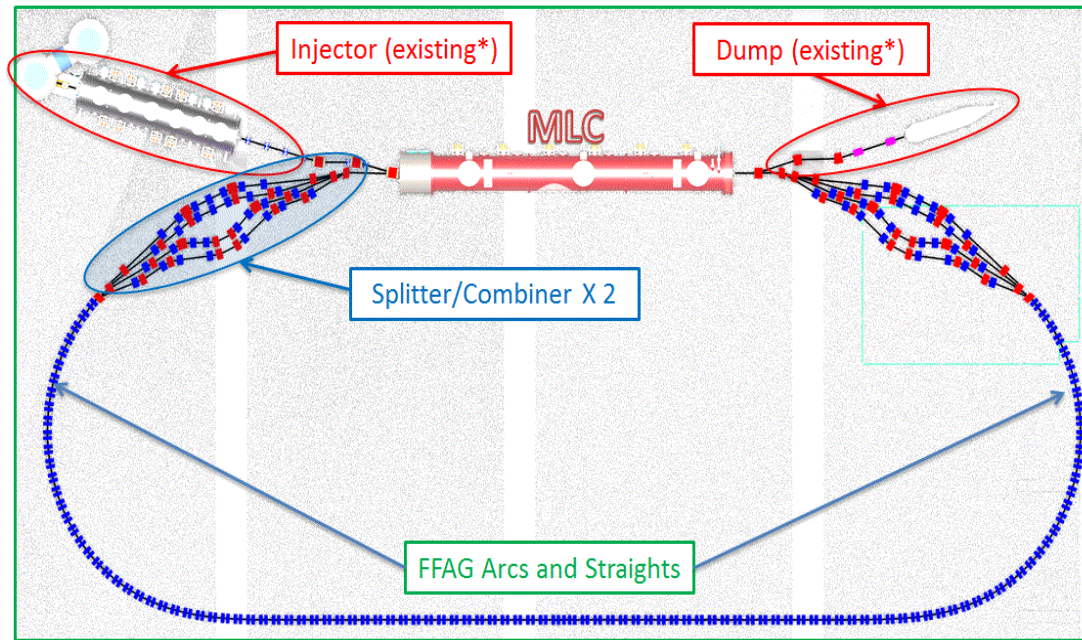 Injector (existing*)
Dump (existing*)
MLC
Splitter/Combiner X 2
FFAG Arcs and Straights